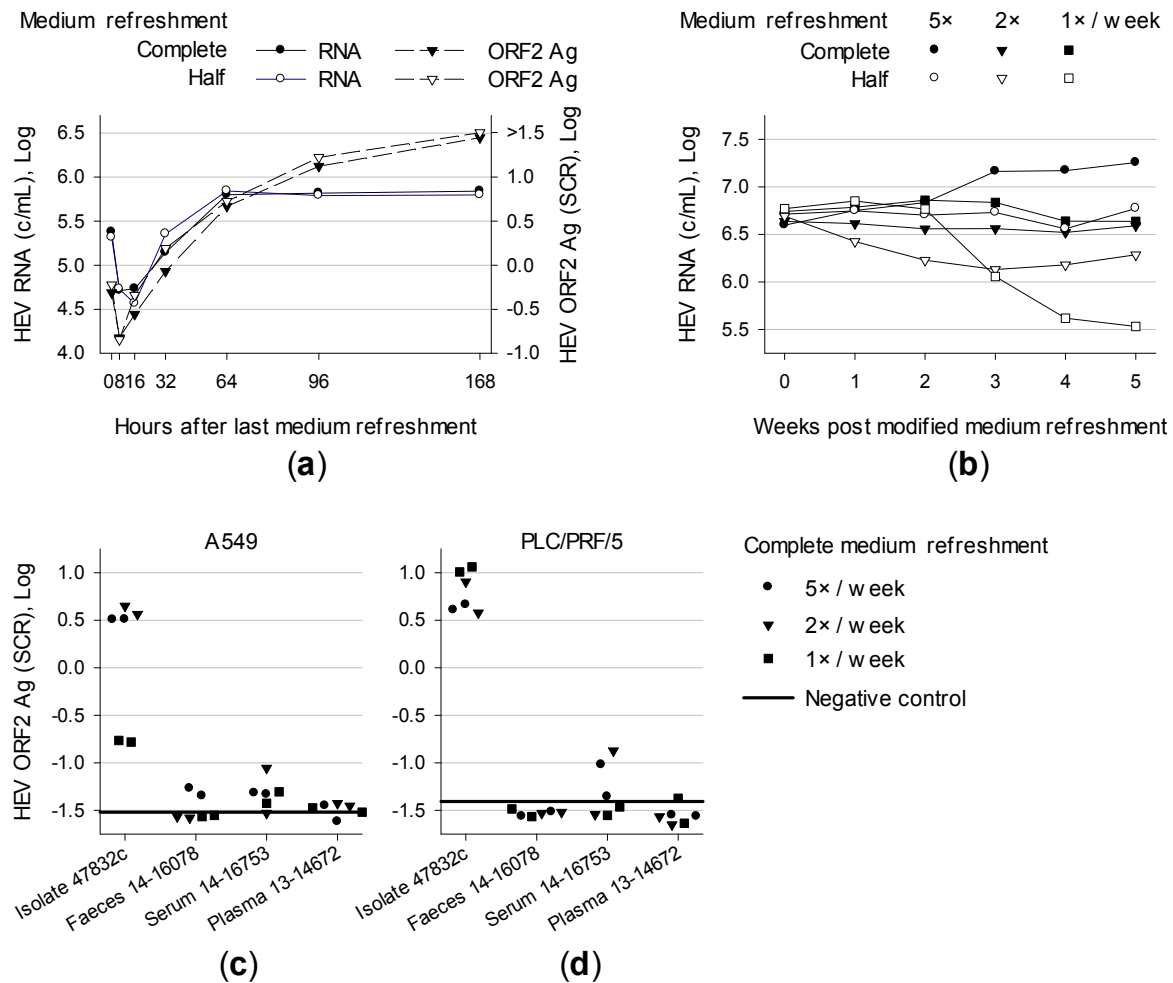 Medium refreshment
Complete RNA ORF2 Ag
Half RNA ORF2 Ag
HEV RNA (c/mL), Log
6.5
6.0
5.5
5.0
4.5
4.0
>1.5
1.0
0.5
0.0
-0.5
-1.0
HEV ORF2 Ag (SCR), Log
0 8 16 32 64 96 168
Hours after last medium refreshment
(a)
Medium refreshment 5× 2× 1× / week
Complete
Half
HEV RNA (c/mL), Log
7.5
7.0
6.5
6.0
5.5
0 1 2 3 4 5
Weeks post modified medium refreshment
(b)
A549
HEV ORF2 Ag (SCR), Log
1.0
0.5
0.0
-0.5
-1.0
-1.5
Isolate 47832c
Faeces 14-16078
Serum 14-16753
Plasma 13-14672
(c)
PLC/PRF/5
1.0
0.5
0.0
-0.5
-1.0
-1.5
Isolate 47832c
Faeces 14-16078
Serum 14-16753
Plasma 13-14672
(d)
Complete medium refreshment
5× / week
2× / week
1× / week
Negative control